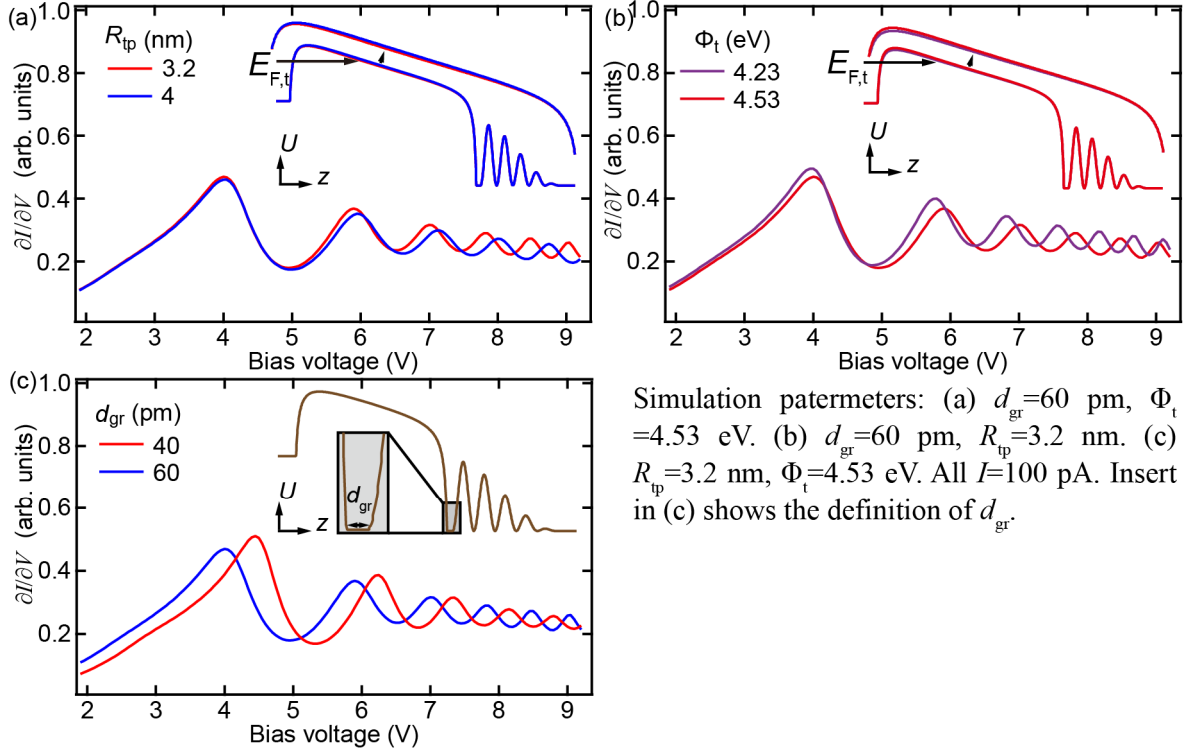 (a)
R_tp (nm)
3.2
4
E_F,t
U
z
∂I/∂V (arb. units)
1.0
0.8
0.6
0.4
0.2
2 3 4 5 6 7 8 9
Bias voltage (V)
(b)
Φ_t (eV)
4.23
4.53
E_F,t
U
z
∂I/∂V (arb. units)
1.0
0.8
0.6
0.4
0.2
2 3 4 5 6 7 8 9
Bias voltage (V)
(c)
d_gr (pm)
40
60
d_gr
U
z
∂I/∂V (arb. units)
1.0
0.8
0.6
0.4
0.2
2 3 4 5 6 7 8 9
Bias voltage (V)
Simulation patermeters: (a) d_gr=60 pm, Φ_t
=4.53 eV. (b) d_gr=60 pm, R_tp=3.2 nm. (c)
R_tp=3.2 nm, Φ_t=4.53 eV. All I=100 pA. Insert
in (c) shows the definition of d_gr.